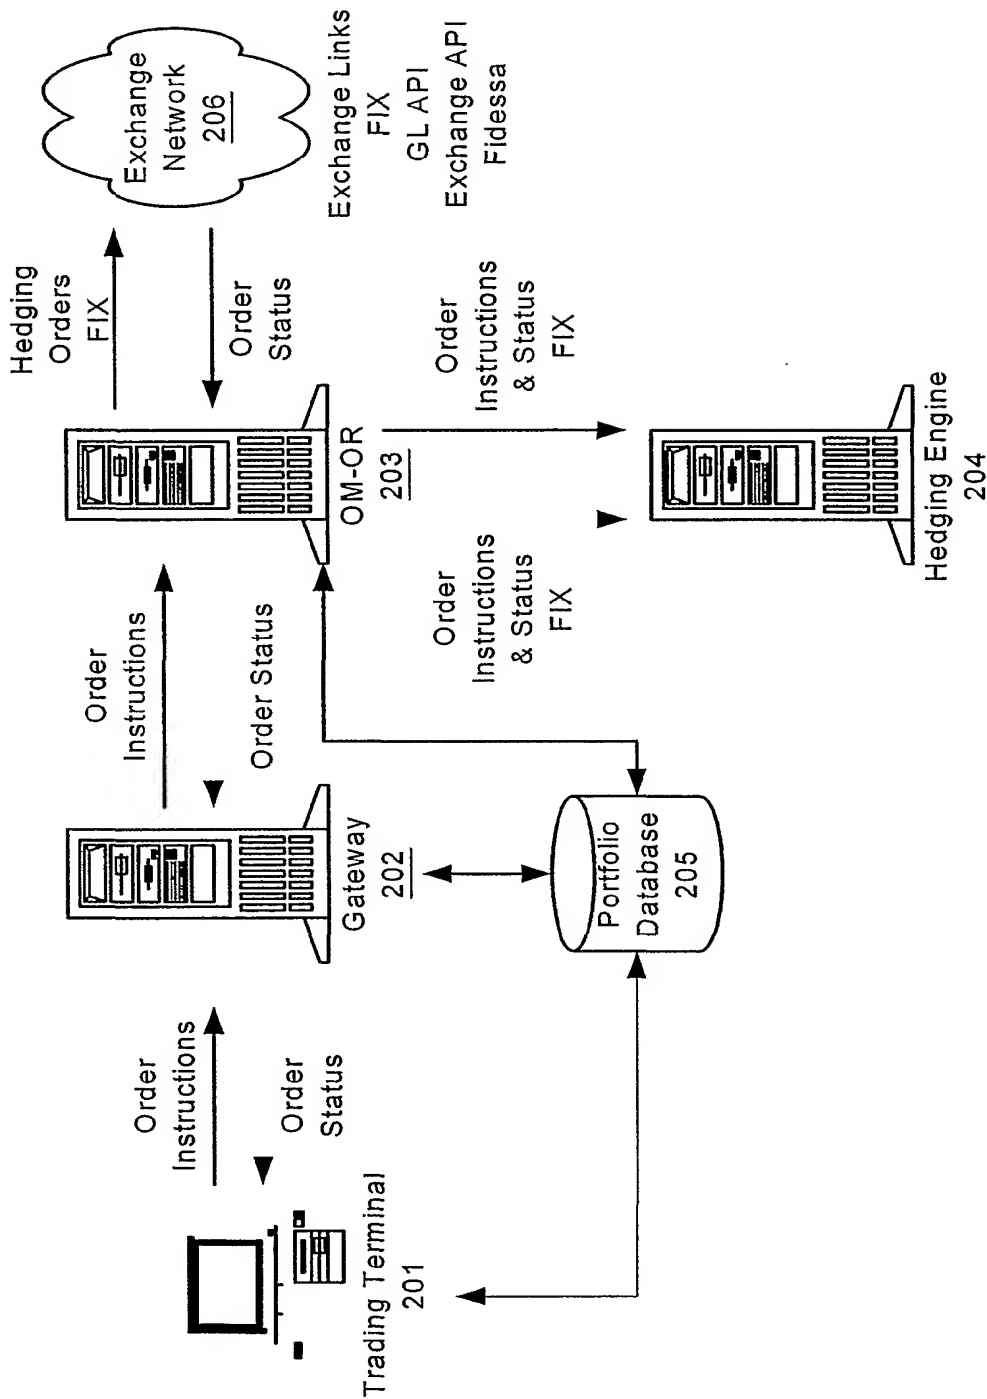 Order
Instructions
Order
Status
Trading Terminal
201
Order
Instructions
Order Status
Gateway
202
Portfolio
Database
205
Hedging
Orders
FIX
Order
Status
OM-OR
203
Order
Instructions
& Status
FIX
Order
Instructions
& Status
FIX
Hedging Engine
204
Exchange
Network
206
Exchange Links
FIX
GL API
Exchange API
Fidessa